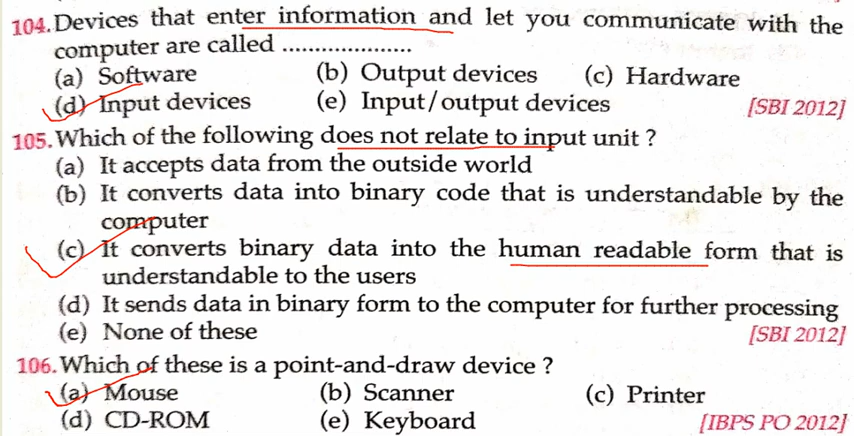 104. Devices that enter information and let you communicate with the
computer are called .....................
(a) Software (b) Output devices (c) Hardware
(d) Input devices (e) Input/output devices [SBI 2012]
105. Which of the following does not relate to input unit ?
(a) It accepts data from the outside world
(b) It converts data into binary code that is understandable by the
computer
(c) It converts binary data into the human readable form that is
understandable to the users
(d) It sends data in binary form to the computer for further processing
(e) None of these [SBI 2012]
106. Which of these is a point-and-draw device ?
(a) Mouse (b) Scanner (c) Printer
(d) CD-ROM (e) Keyboard [IBPS PO 2012]